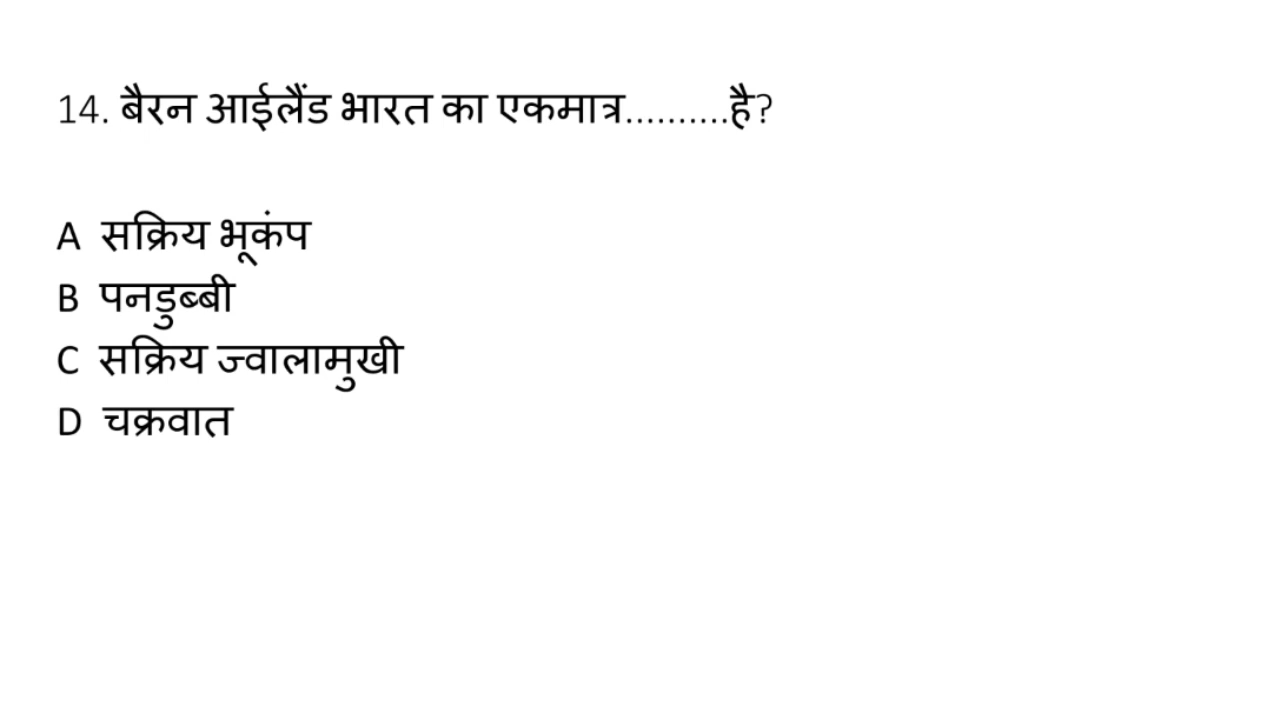 14. बैरन आईलैंड भारत का एकमात्र..........है?
A सक्रिय भूकंप
B पनडुब्बी
C सक्रिय ज्वालामुखी
D चक्रवात